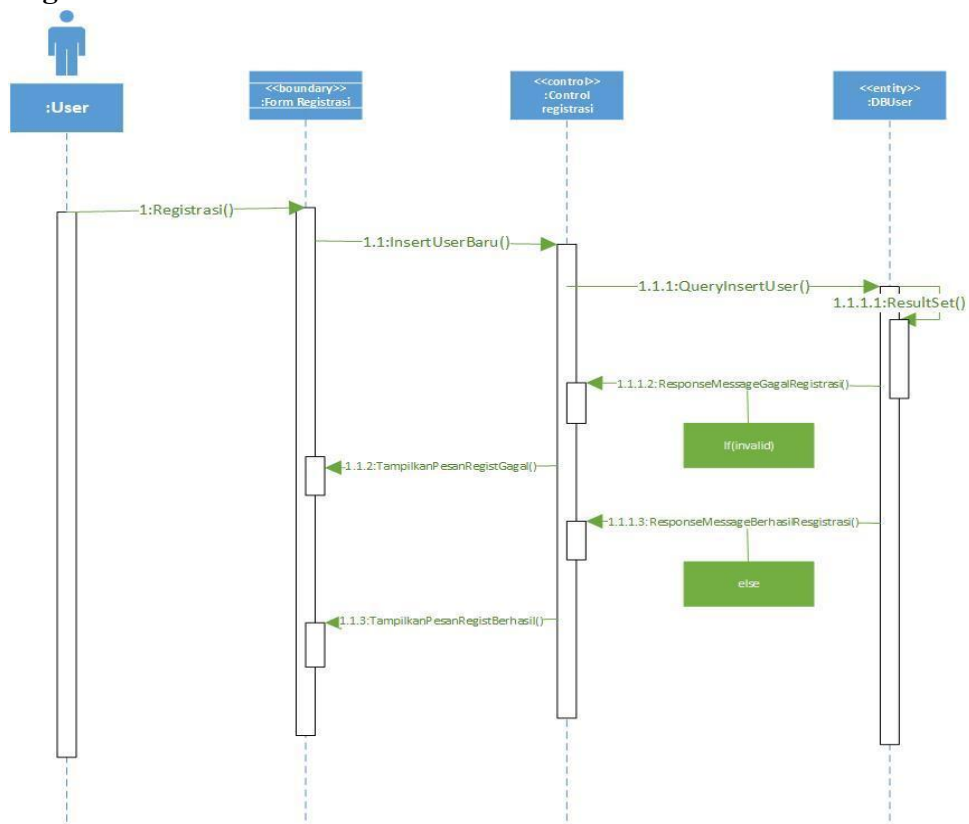 :User
<<boundary>>
:Form Registrasi
<<control>>
:Control
registrasi
<<entity>>
:DBUser
1:Registrasi()
1.1:InsertUserBaru()
1.1.1:QueryInsertUser()
1.1.1.1:ResultSet()
1.1.1.2: ResponseMessageGagalRegistrasi()
If(invalid)
1.1.2:TampilkanPesanRegistGagal()
1.1.1.3: ResponseMessageBerhasilResgistrasi()
else
1.1.3:TampilkanPesanRegistBerhasil()